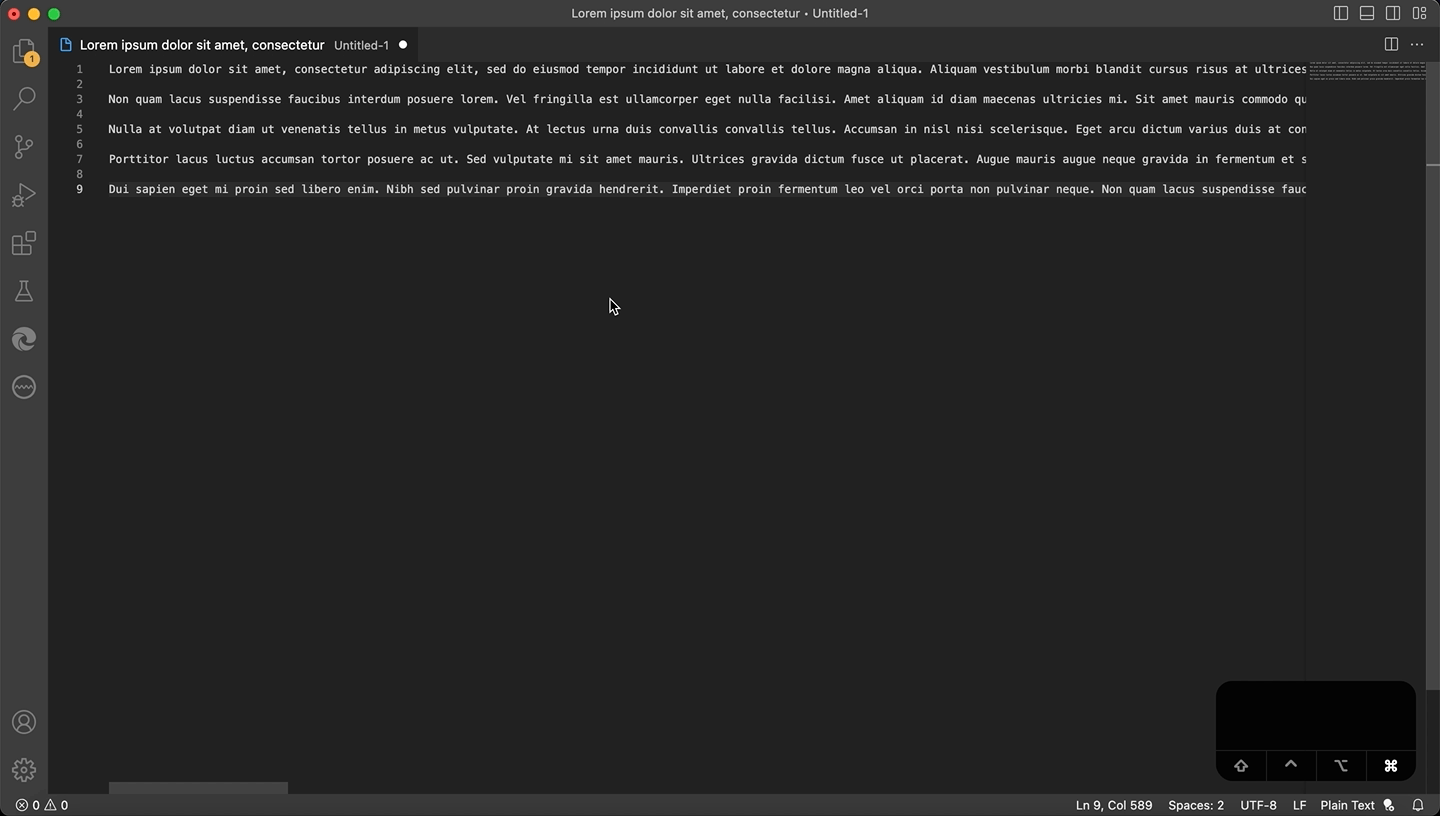 Lorem ipsum dolor sit amet, consectetur • Untitled-1
1
Lorem ipsum dolor sit amet, consectetur Untitled-1
1 Lorem ipsum dolor sit amet, consectetur adipiscing elit, sed do eiusmod tempor incididunt ut labore et dolore magna aliqua. Aliquam vestibulum morbi blandit cursus risus at ultrices
2
3 Non quam lacus suspendisse faucibus interdum posuere lorem. Vel fringilla est ullamcorper eget nulla facilisi. Amet aliquam id diam maecenas ultricies mi. Sit amet mauris commodo qu
4
5 Nulla at volutpat diam ut venenatis tellus in metus vulputate. At lectus urna duis convallis convallis tellus. Accumsan in nisl nisi scelerisque. Eget arcu dictum varius duis at con
6
7 Porttitor lacus luctus accumsan tortor posuere ac ut. Sed vulputate mi sit amet mauris. Ultrices gravida dictum fusce ut placerat. Augue mauris augue neque gravida in fermentum et s
8
9 Dui sapien eget mi proin sed libero enim. Nibh sed pulvinar proin gravida hendrerit. Imperdiet proin fermentum leo vel orci porta non pulvinar neque. Non quam lacus suspendisse fauc
0 0 Ln 9, Col 589 Spaces: 2 UTF-8 LF Plain Text